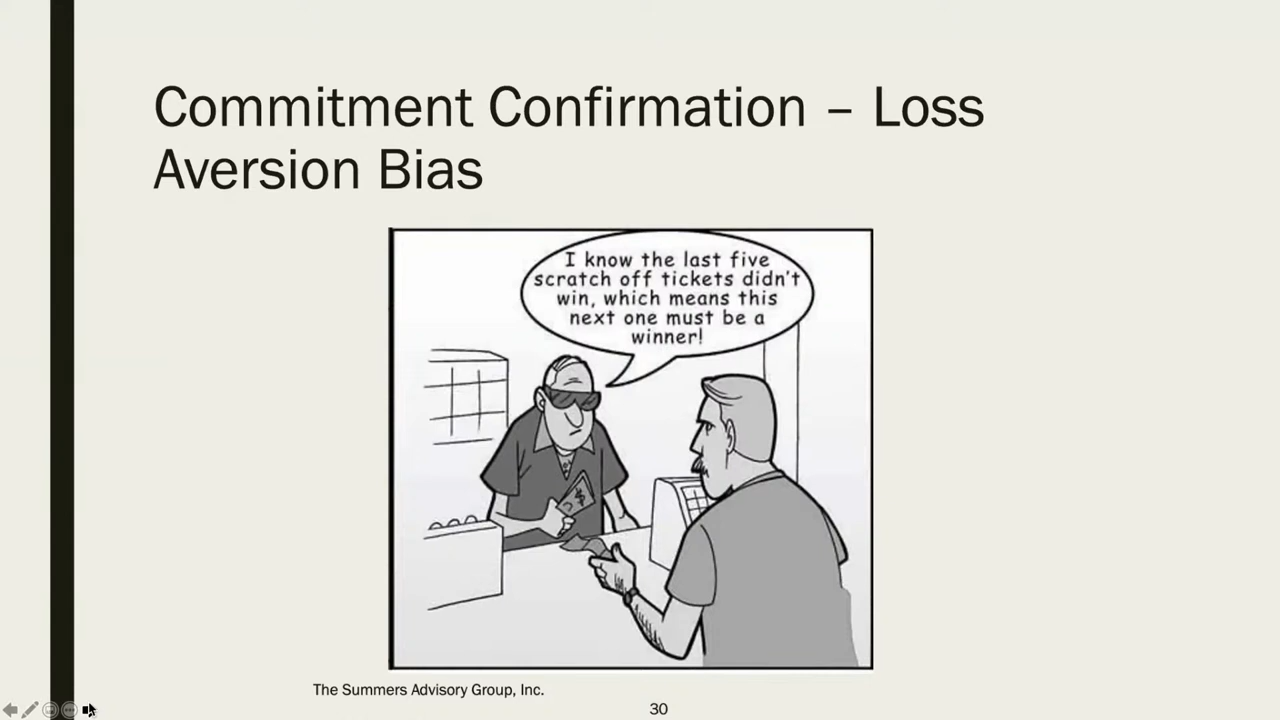 Commitment Confirmation – Loss
Aversion Bias
I know the last five
scratch off tickets didn't
win, which means this
next one must be a
winner!
$
The Summers Advisory Group, Inc.
30